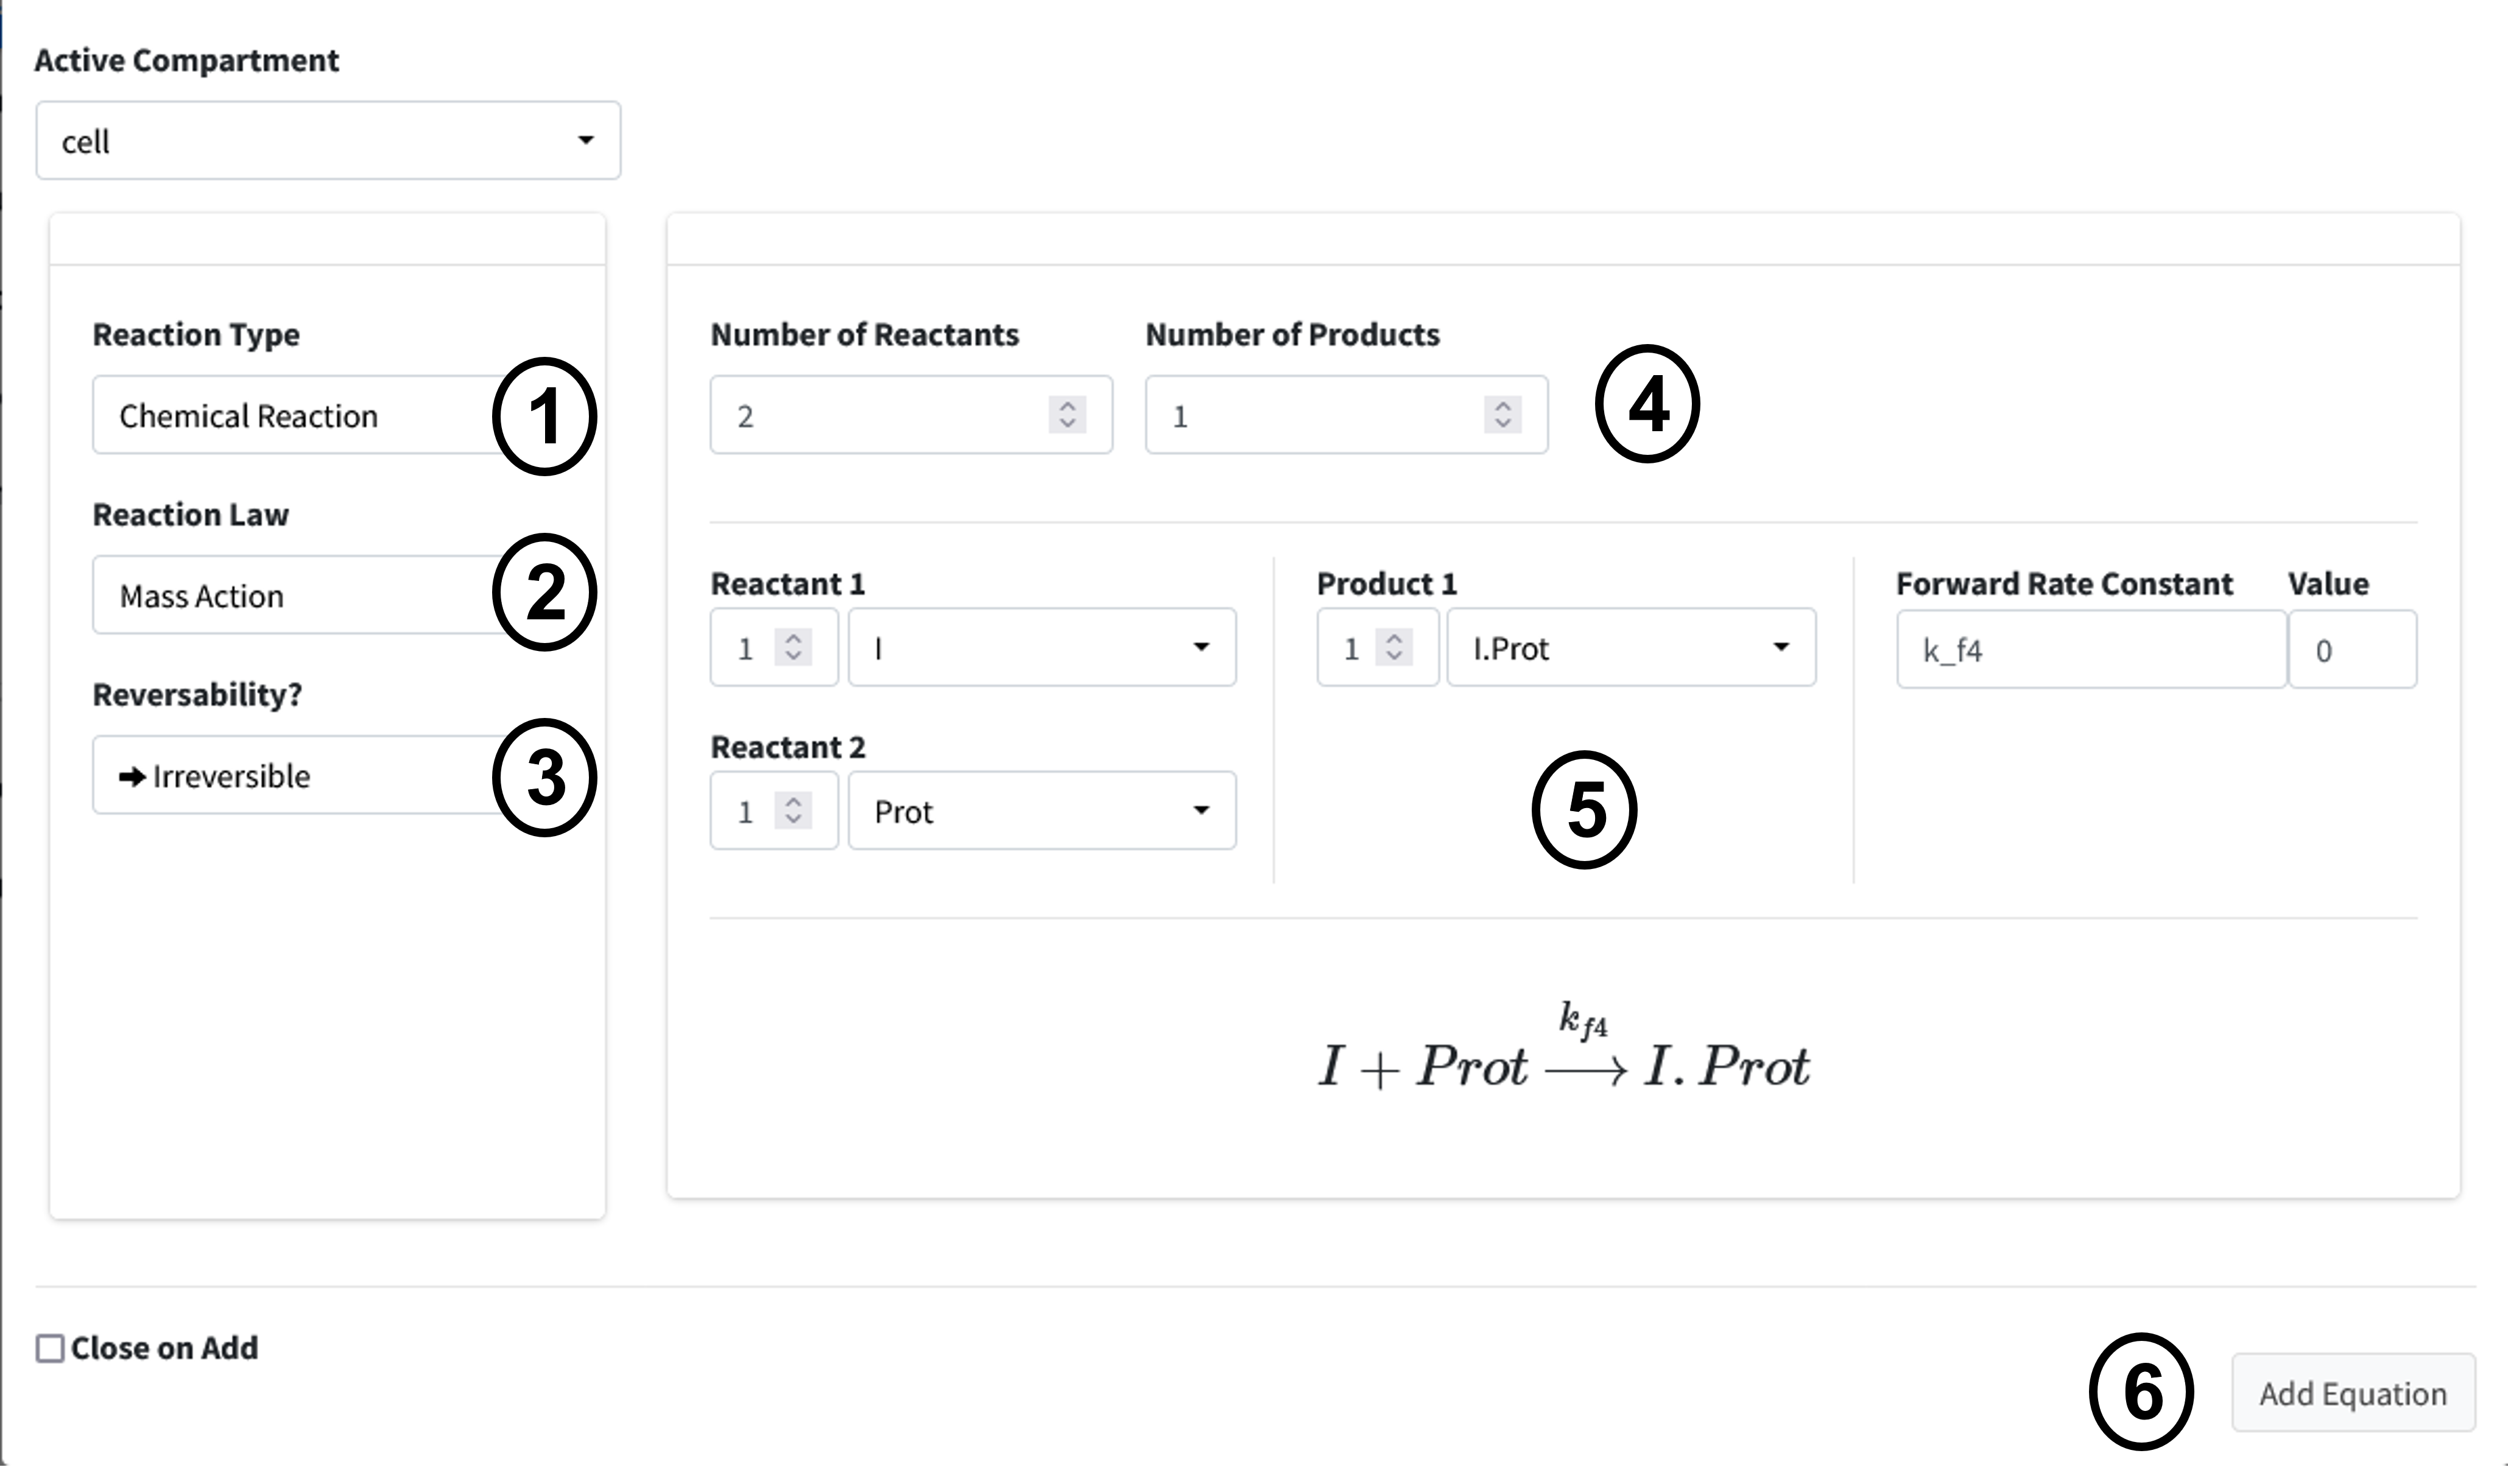 Active Compartment
cell
Reaction Type
Chemical Reaction
1
Reaction Law
Mass Action
2
Reversability?
Irreversible
3
Number of Reactants Number of Products
2 1
4
Reactant 1 Product 1 Forward Rate Constant Value
1 I 1 I.Prot k_f4 0
Reactant 2
1 Prot
5
k_{f4}
I + Prot ⟶ I. Prot
Close on Add
6
Add Equation